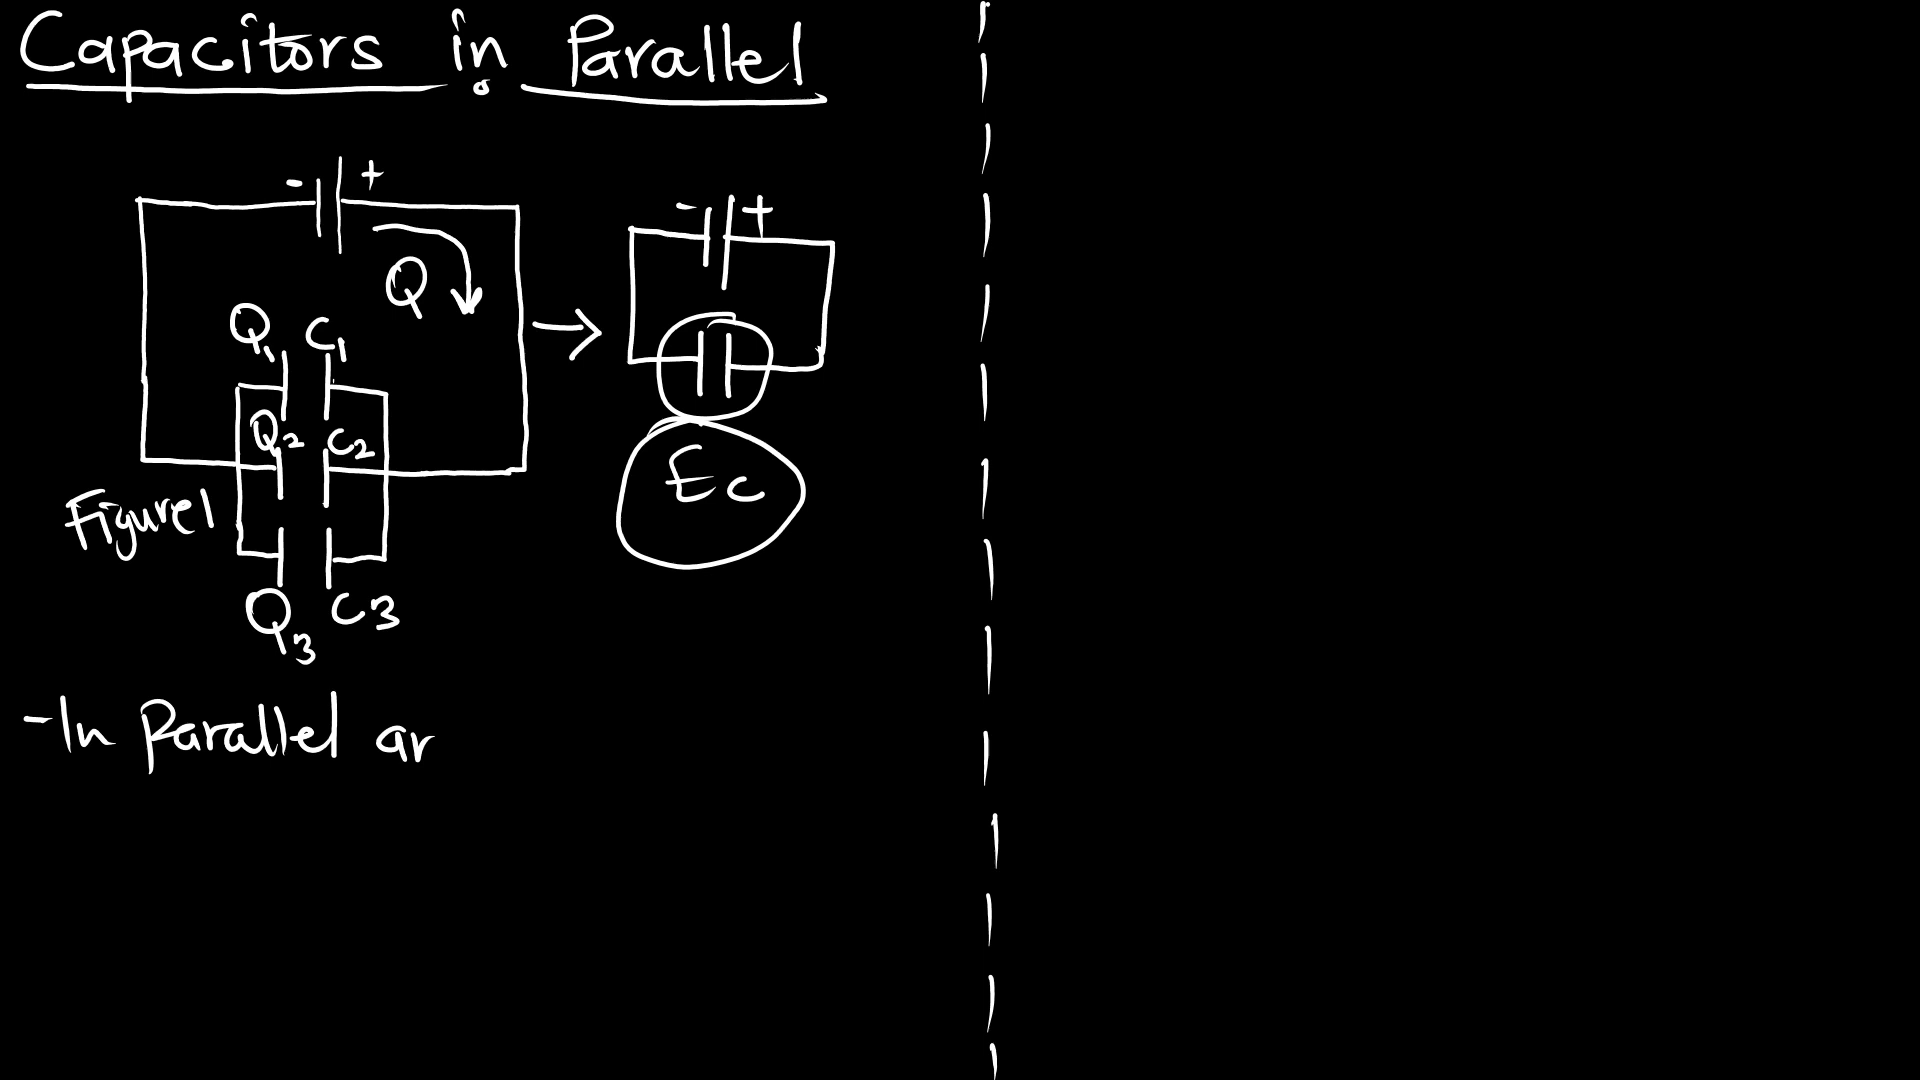 Capacitors in Parallel
- +
Q
Q1 C1
Q2 C2
Figure1
Q3 C3
- +
Ec
-In Parallel ar